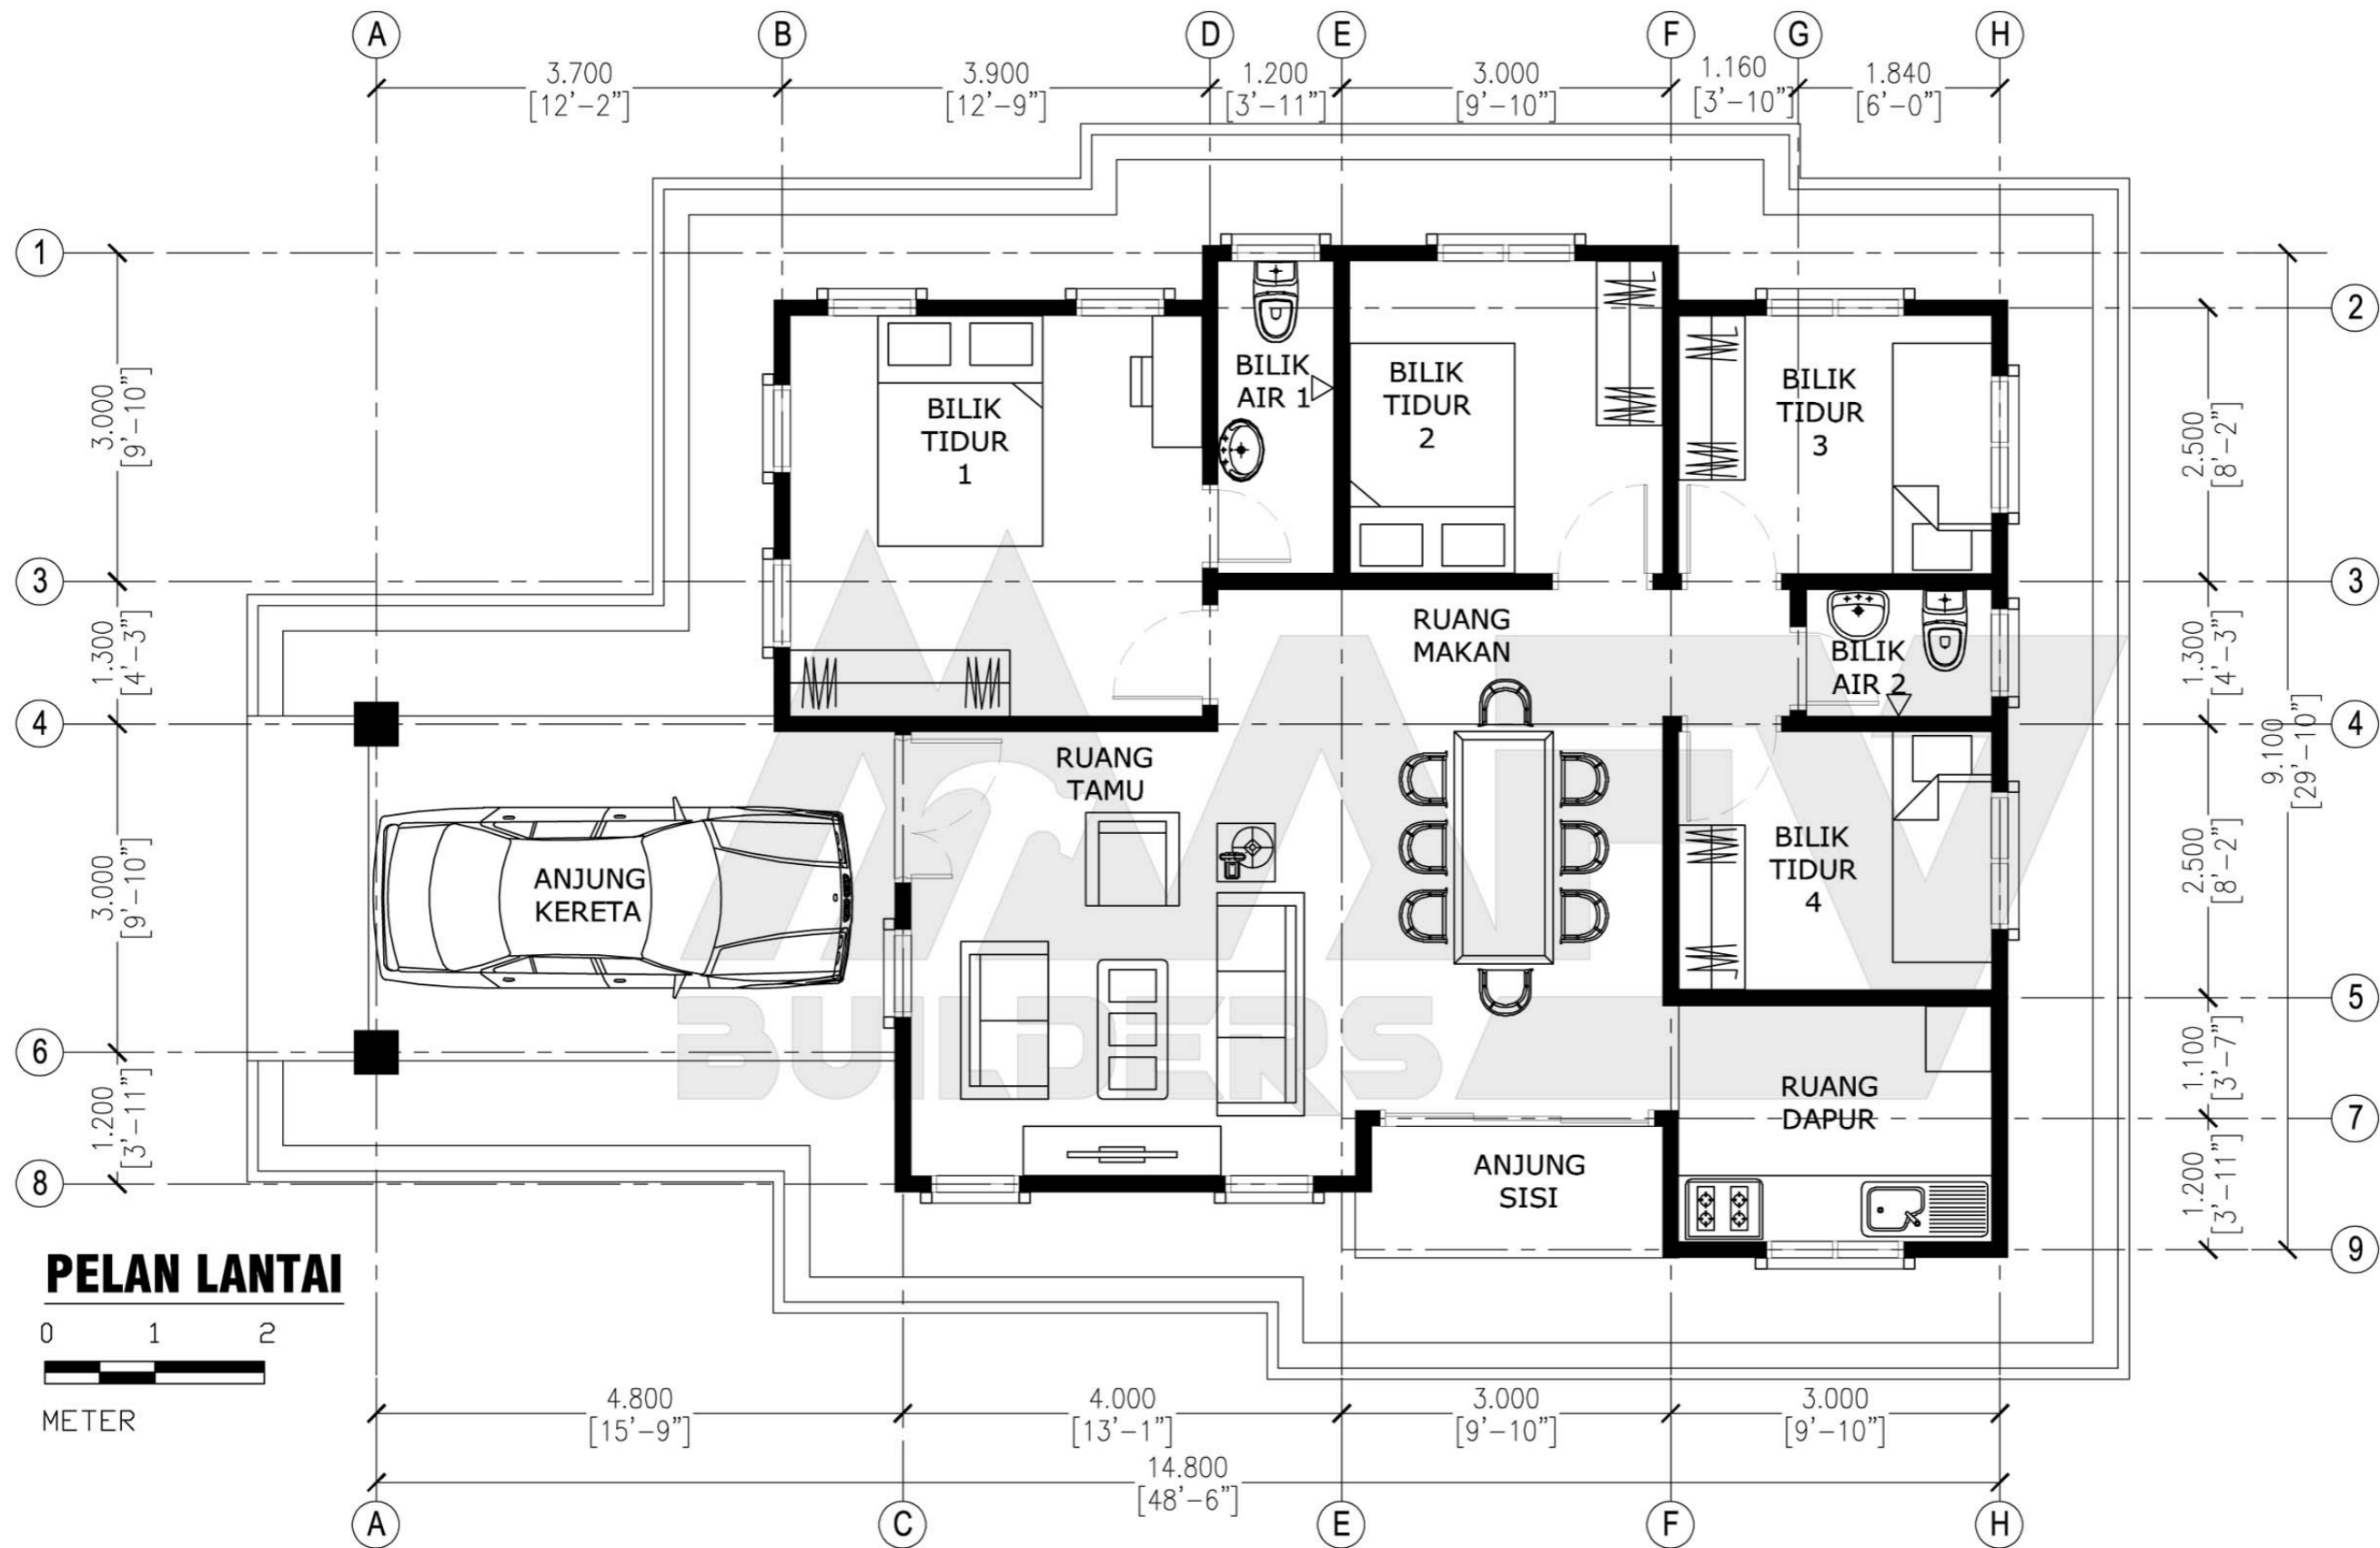 A B D E F G H
3.700 3.900 1.200 3.000 1.160 1.840
[12'-2"] [12'-9"] [3'-11"] [9'-10"] [3'-10"] [6'-0"]
1
2
3.000
[9'-10"]
BILIK
AIR 1
BILIK
TIDUR
1
BILIK
TIDUR
2
BILIK
TIDUR
3
2.500
[8'-2"]
3
3
1.300
[4'-3"]
RUANG
MAKAN
BILIK
AIR 2
1.300
[4'-3"]
4
4
9.100
[29'-10"]
RUANG
TAMU
3.000
[9'-10"]
ANJUNG
KERETA
BILIK
TIDUR
4
2.500
[8'-2"]
5
BUILDERS
6
1.200
[3'-11"]
RUANG
DAPUR
1.100
[3'-7"]
7
ANJUNG
SISI
8
1.200
[3'-11"]
9
PELAN LANTAI
0 1 2
METER
4.800 4.000 3.000 3.000
[15'-9"] [13'-1"] [9'-10"] [9'-10"]
14.800
[48'-6"]
A C E F H